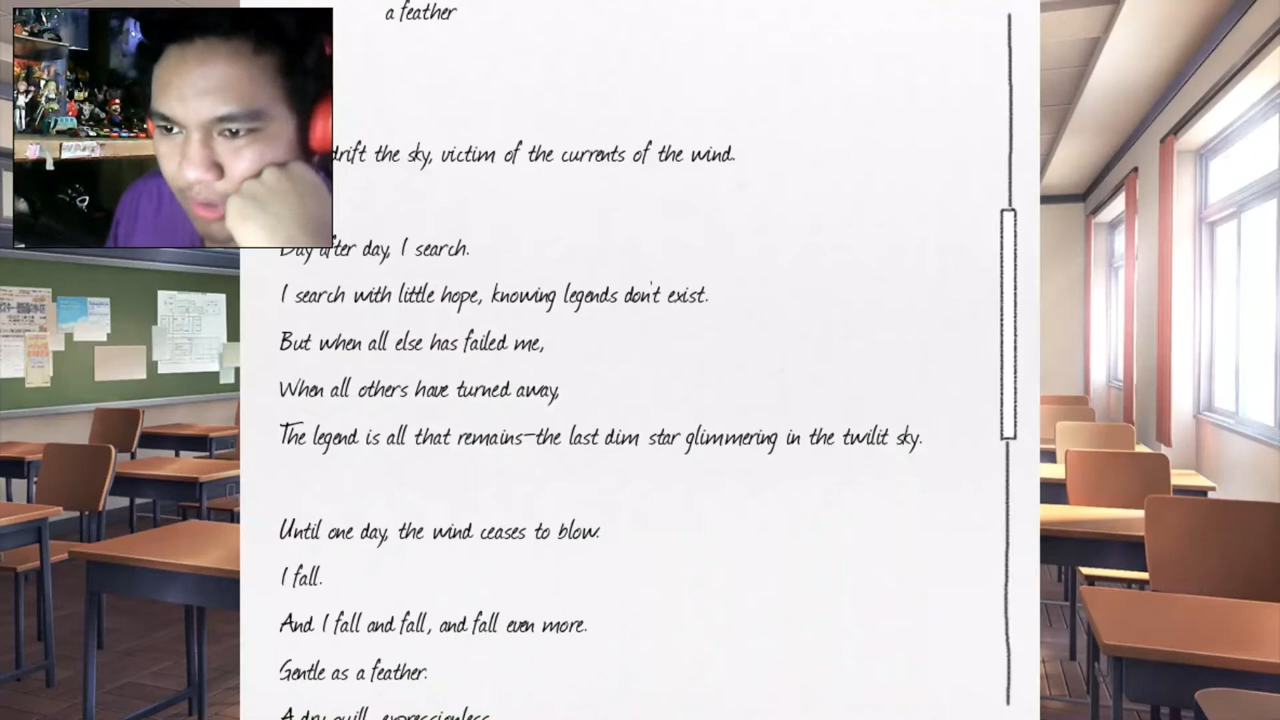 a feather
drift the sky, victim of the currents of the wind.
Day after day, I search.
I search with little hope, knowing legends don't exist.
But when all else has failed me,
When all others have turned away,
The legend is all that remains—the last dim star glimmering in the twilit sky.
Until one day, the wind ceases to blow.
I fall.
And I fall and fall, and fall even more.
Gentle as a feather.
A dry quill, expressionless.